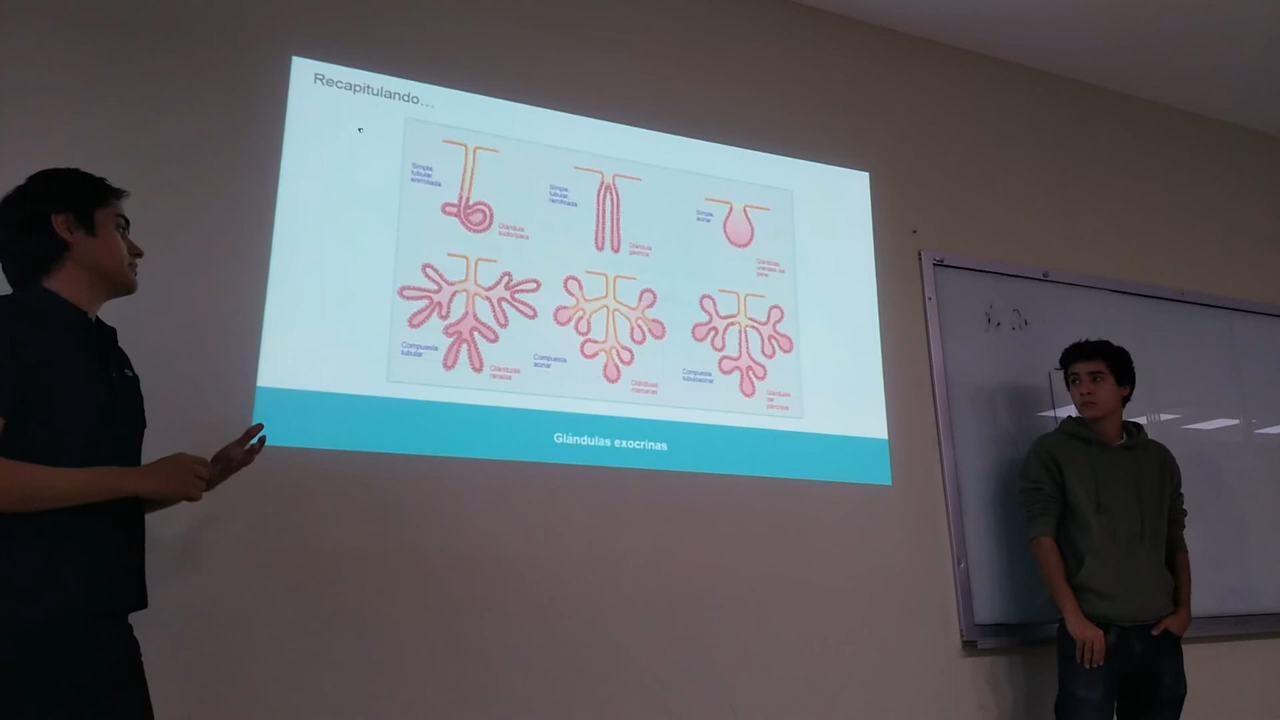 Recapitulando...
Simple,
tubular,
enrrollada
Glándula
sudorípara
Simple,
tubular,
ramificada
Glándula
gástrica
Simple,
acinar
Glándulas
uretrales del
pene
Compuesta
tubular
Glándulas
renales
Compuesta
acinar
Glándulas
mamarias
Compuesta
tubuloacinar
Glándulas
del
páncreas
Glándulas exocrinas